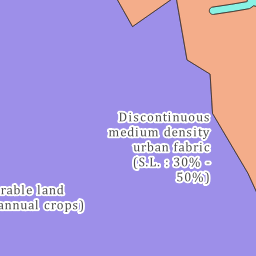 Discontinuous
medium density
urban fabric
(S.L. : 30% -
50%)
rable land
annual crops)